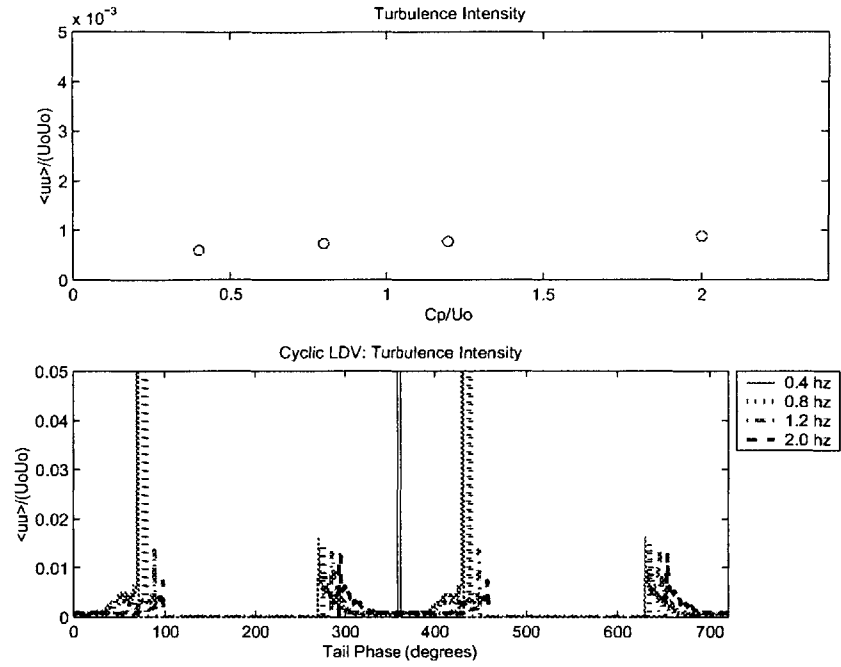 x 10⁻³
Turbulence Intensity
5
4
3
2
1
0
<uu>/(UoUo)
0 0.5 1 1.5 2
Cp/Uo
Cyclic LDV: Turbulence Intensity
0.05
0.04
0.03
0.02
0.01
0
<uu>/(UoUo)
0 100 200 300 400 500 600 700
Tail Phase (degrees)
0.4 hz
0.8 hz
1.2 hz
2.0 hz